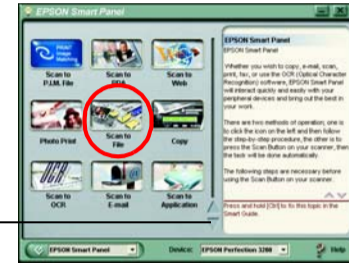 EPSON Smart Panel
Scan to
P.I.M. File
Scan to
PDA
Scan to
Web
Photo Print
Scan to
File
Copy
Scan to
OCR
Scan to
E-mail
Scan to
Application
EPSON Smart Panel
EPSON Smart Panel
Whether you wish to copy, e-mail, scan,
print, fax, or use the OCR (Optical Character
Recognition) software, EPSON Smart Panel
will interact quickly and easily with your
peripheral devices and bring out the best in
your work.
There are two methods of operation; one is
to click the icon on the left and then follow
the step-by-step procedure, the other is to
press the Scan Button on your scanner, then
the task will be done automatically.
The following steps are necessary before
using the Scan Button on your scanner.
Press and hold [Ctrl] to fix this topic in the
Smart Guide.
EPSON Smart Panel
Device:
EPSON Perfection 3200
Help